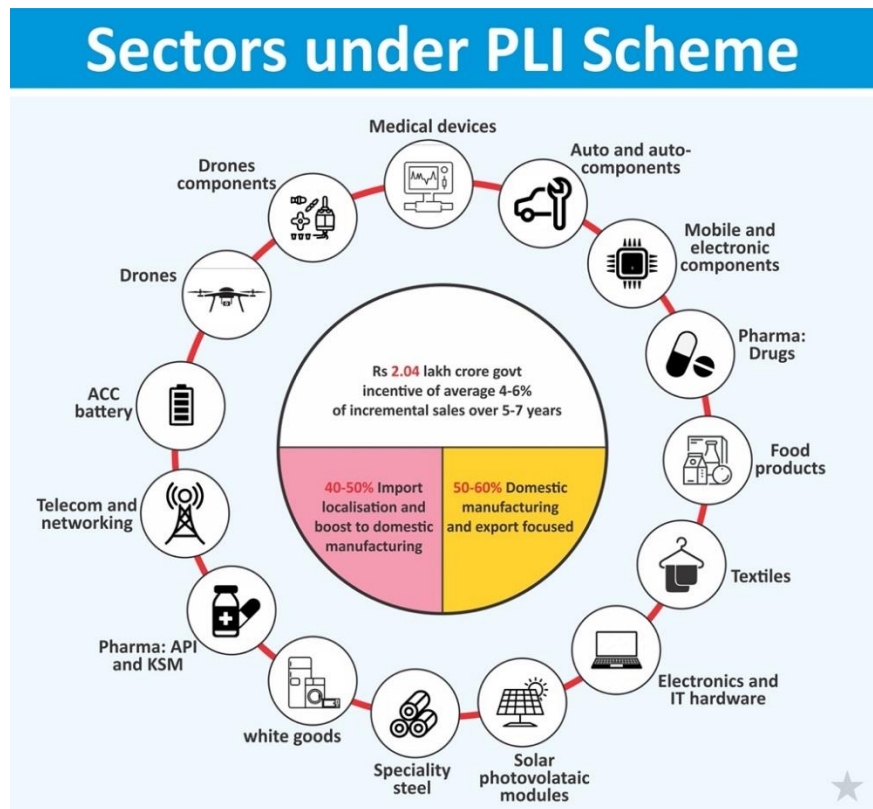 Sectors under PLI Scheme
Medical devices
Auto and auto-
components
Mobile and
electronic
components
Pharma:
Drugs
Food
products
Textiles
Electronics and
IT hardware
Solar
photovolataic
modules
Speciality
steel
white goods
Pharma: API
and KSM
Telecom and
networking
ACC
battery
Drones
Drones
components
Rs 2.04 lakh crore govt
incentive of average 4-6%
of incremental sales over 5-7 years
40-50% Import
localisation and
boost to domestic
manufacturing
50-60% Domestic
manufacturing
and export focused